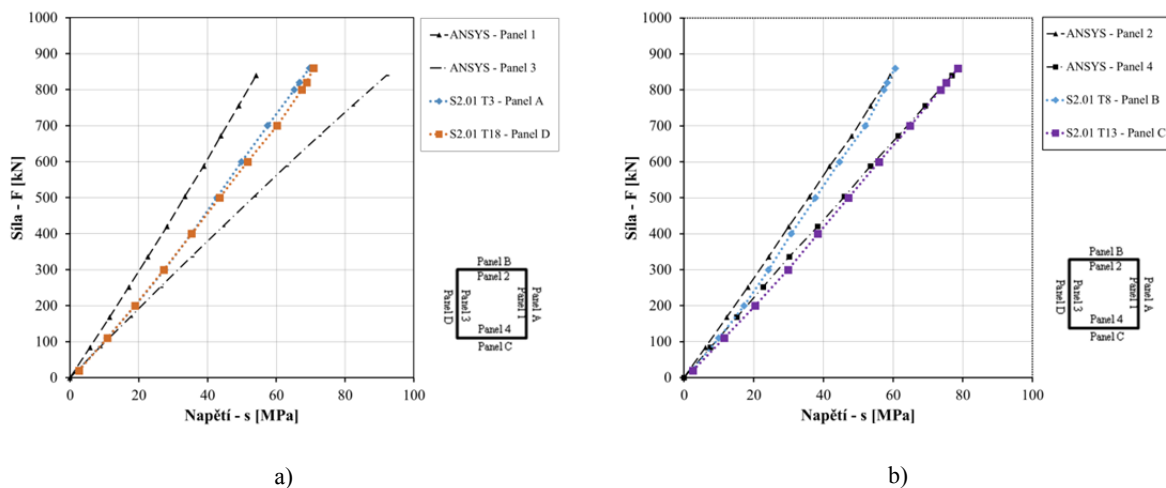 1000
900
800
700
600
500
400
300
200
100
0
Síla - F [kN]
0 20 40 60 80 100
Napětí - s [MPa]
ANSYS - Panel 1
ANSYS - Panel 3
S2.01 T3 - Panel A
S2.01 T18 - Panel D
Panel B
Panel 2
Panel D
Panel 3
Panel 1
Panel A
Panel 4
Panel C
a)
1000
900
800
700
600
500
400
300
200
100
0
Síla - F [kN]
0 20 40 60 80 100
Napětí - s [MPa]
ANSYS - Panel 2
ANSYS - Panel 4
S2.01 T8 - Panel B
S2.01 T13 - Panel C
Panel B
Panel 2
Panel D
Panel 3
Panel 1
Panel A
Panel 4
Panel C
b)